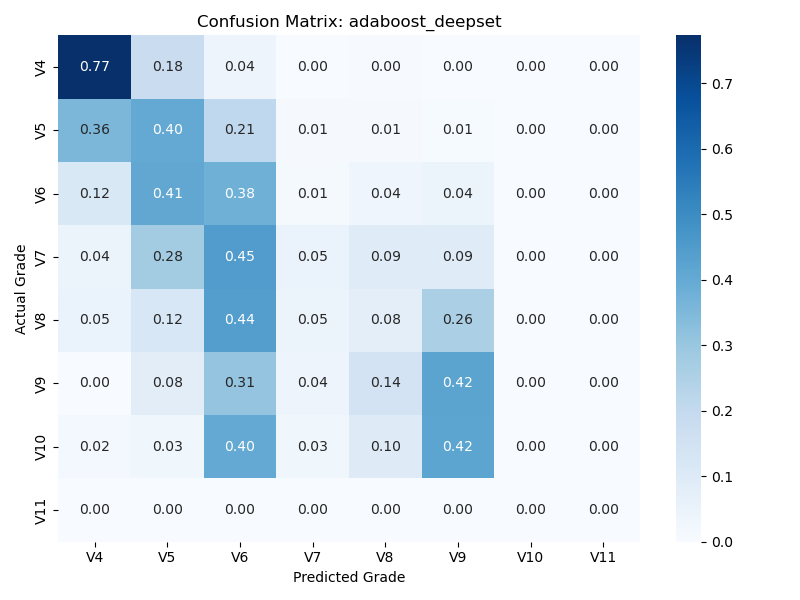 Confusion Matrix: adaboost_deepset
V4 0.77 0.18 0.04 0.00 0.00 0.00 0.00 0.00
V5 0.36 0.40 0.21 0.01 0.01 0.01 0.00 0.00
V6 0.12 0.41 0.38 0.01 0.04 0.04 0.00 0.00
V7 0.04 0.28 0.45 0.05 0.09 0.09 0.00 0.00
V8 0.05 0.12 0.44 0.05 0.08 0.26 0.00 0.00
V9 0.00 0.08 0.31 0.04 0.14 0.42 0.00 0.00
V10 0.02 0.03 0.40 0.03 0.10 0.42 0.00 0.00
V11 0.00 0.00 0.00 0.00 0.00 0.00 0.00 0.00
V4 V5 V6 V7 V8 V9 V10 V11
Predicted Grade
Actual Grade
0.7
0.6
0.5
0.4
0.3
0.2
0.1
0.0